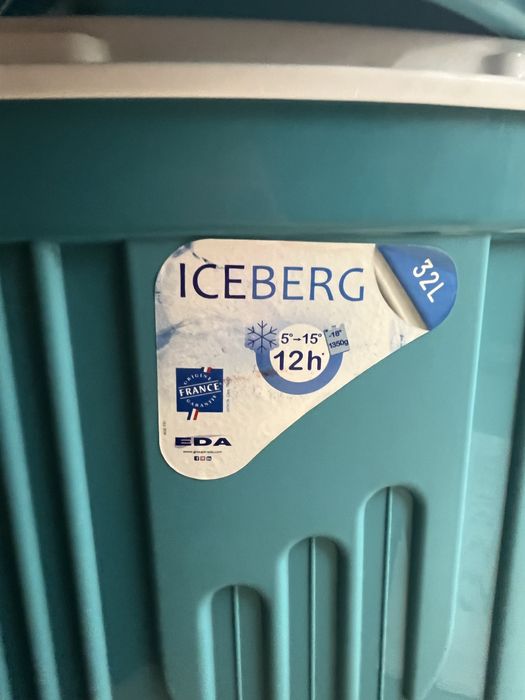 ICEBERG
32L
5°→15°
-18°
1350g
12h*
ORIGINE
FRANCE
GARANTIE
EDA